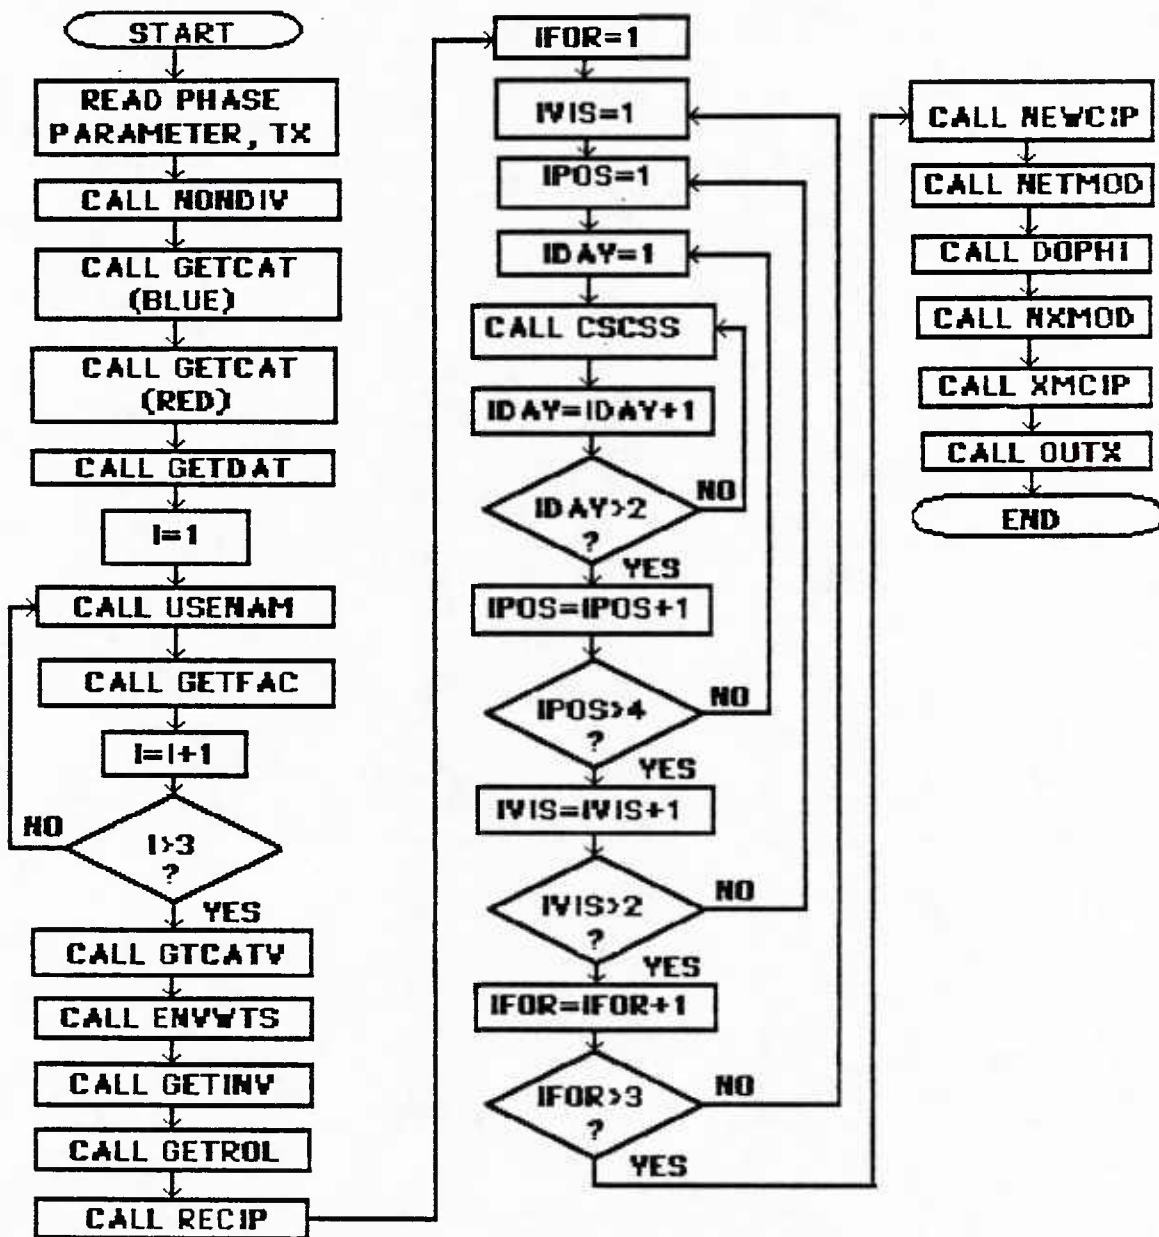 START
READ PHASE
PARAMETER, TX
CALL NONDIV
CALL GETCAT
(BLUE)
CALL GETCAT
(RED)
CALL GETDAT
I=1
CALL USENAM
CALL GETFAC
I=I+1
NO
I>3
?
YES
CALL GTCATV
CALL ENVWTS
CALL GETINV
CALL GETROL
CALL RECIP
IFOR=1
IVIS=1
IPOS=1
IDAY=1
CALL CSCSS
IDAY=IDAY+1
IDAY>2
?
NO
YES
IPOS=IPOS+1
IPOS>4
?
NO
YES
IVIS=IVIS+1
IVIS>2
?
NO
YES
IFOR=IFOR+1
IFOR>3
?
NO
YES
CALL NEWCIP
CALL NETMOD
CALL DOPHI
CALL NXMOD
CALL XMCIP
CALL OUTX
END